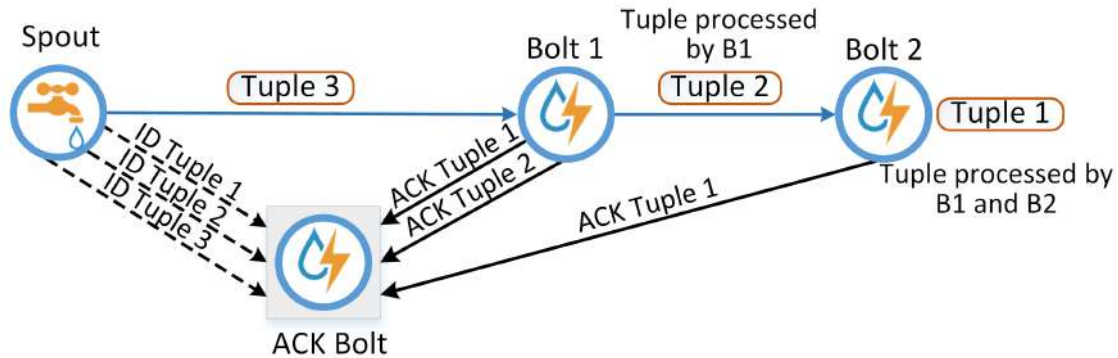 Spout
Tuple 3
Bolt 1
Tuple processed
by B1
Tuple 2
Bolt 2
Tuple 1
Tuple processed by
B1 and B2
ID Tuple 1
ID Tuple 2
ID Tuple 3
ACK Tuple 1
ACK Tuple 2
ACK Tuple 1
ACK Bolt